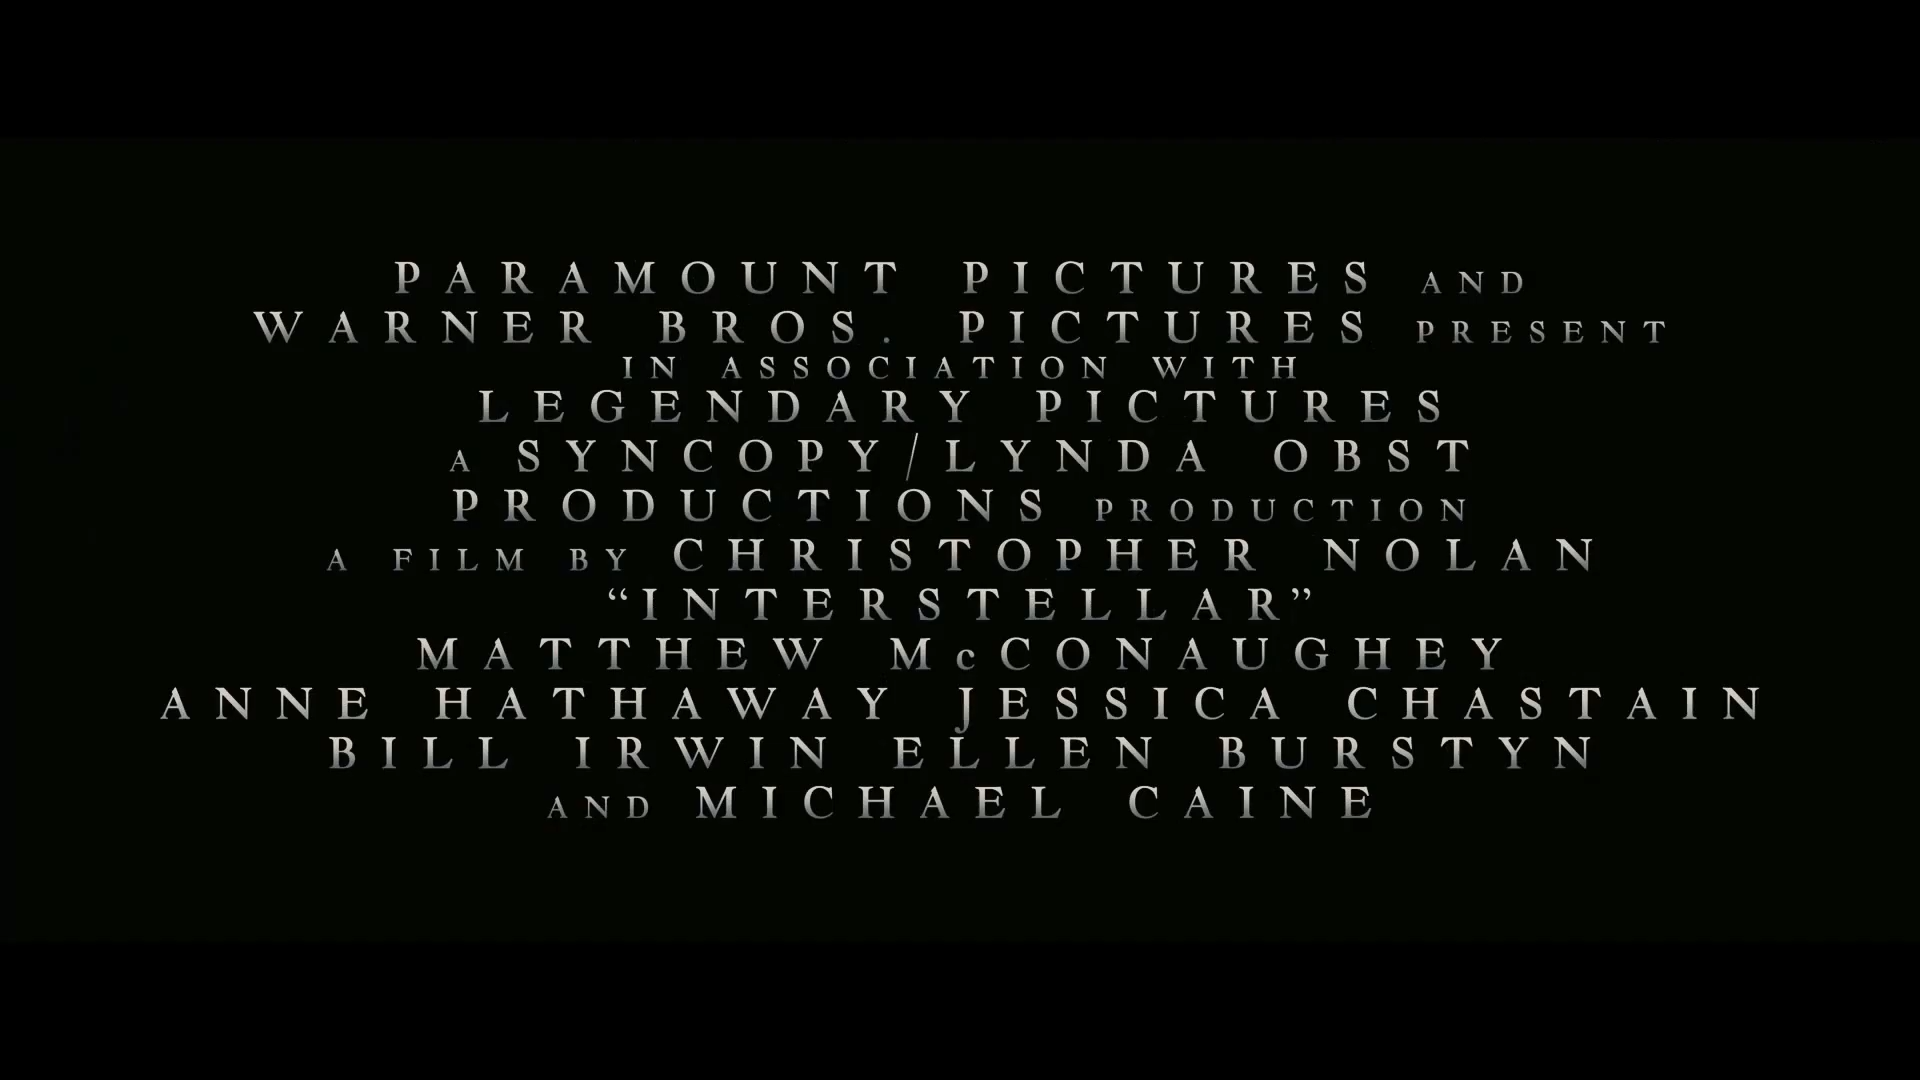 PARAMOUNT PICTURES AND
WARNER BROS. PICTURES PRESENT
IN ASSOCIATION WITH
LEGENDARY PICTURES
A SYNCOPY/LYNDA OBST
PRODUCTIONS PRODUCTION
A FILM BY CHRISTOPHER NOLAN
“INTERSTELLAR”
MATTHEW McCONAUGHEY
ANNE HATHAWAY JESSICA CHASTAIN
BILL IRWIN ELLEN BURSTYN
AND MICHAEL CAINE